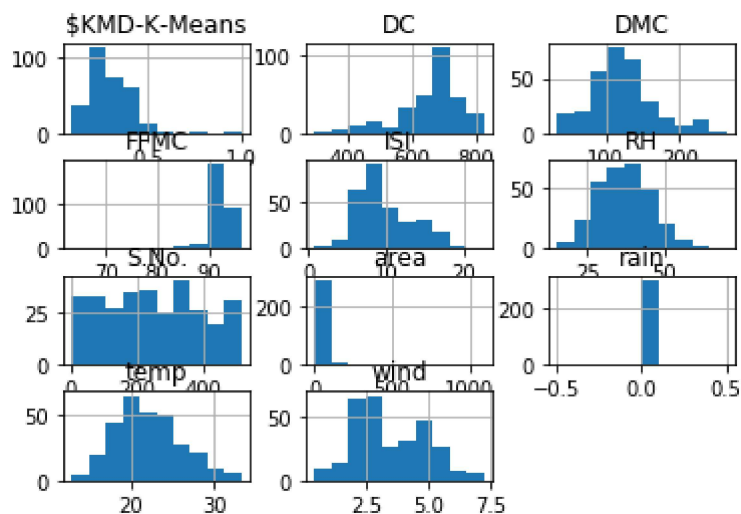 $KMD-K-Means DC DMC
100 100 50
0 0 0
0.5 1.0 400 600 800 100 200
FFMC ISI RH
100 50 50
0 0 0
70 80 90 0 10 20 25 50
S.No. area rain
25 200 200
0 0 0
0 200 400 0 500 1000 −0.5 0.0 0.5
temp wind
50 50
0 0
20 30 2.5 5.0 7.5